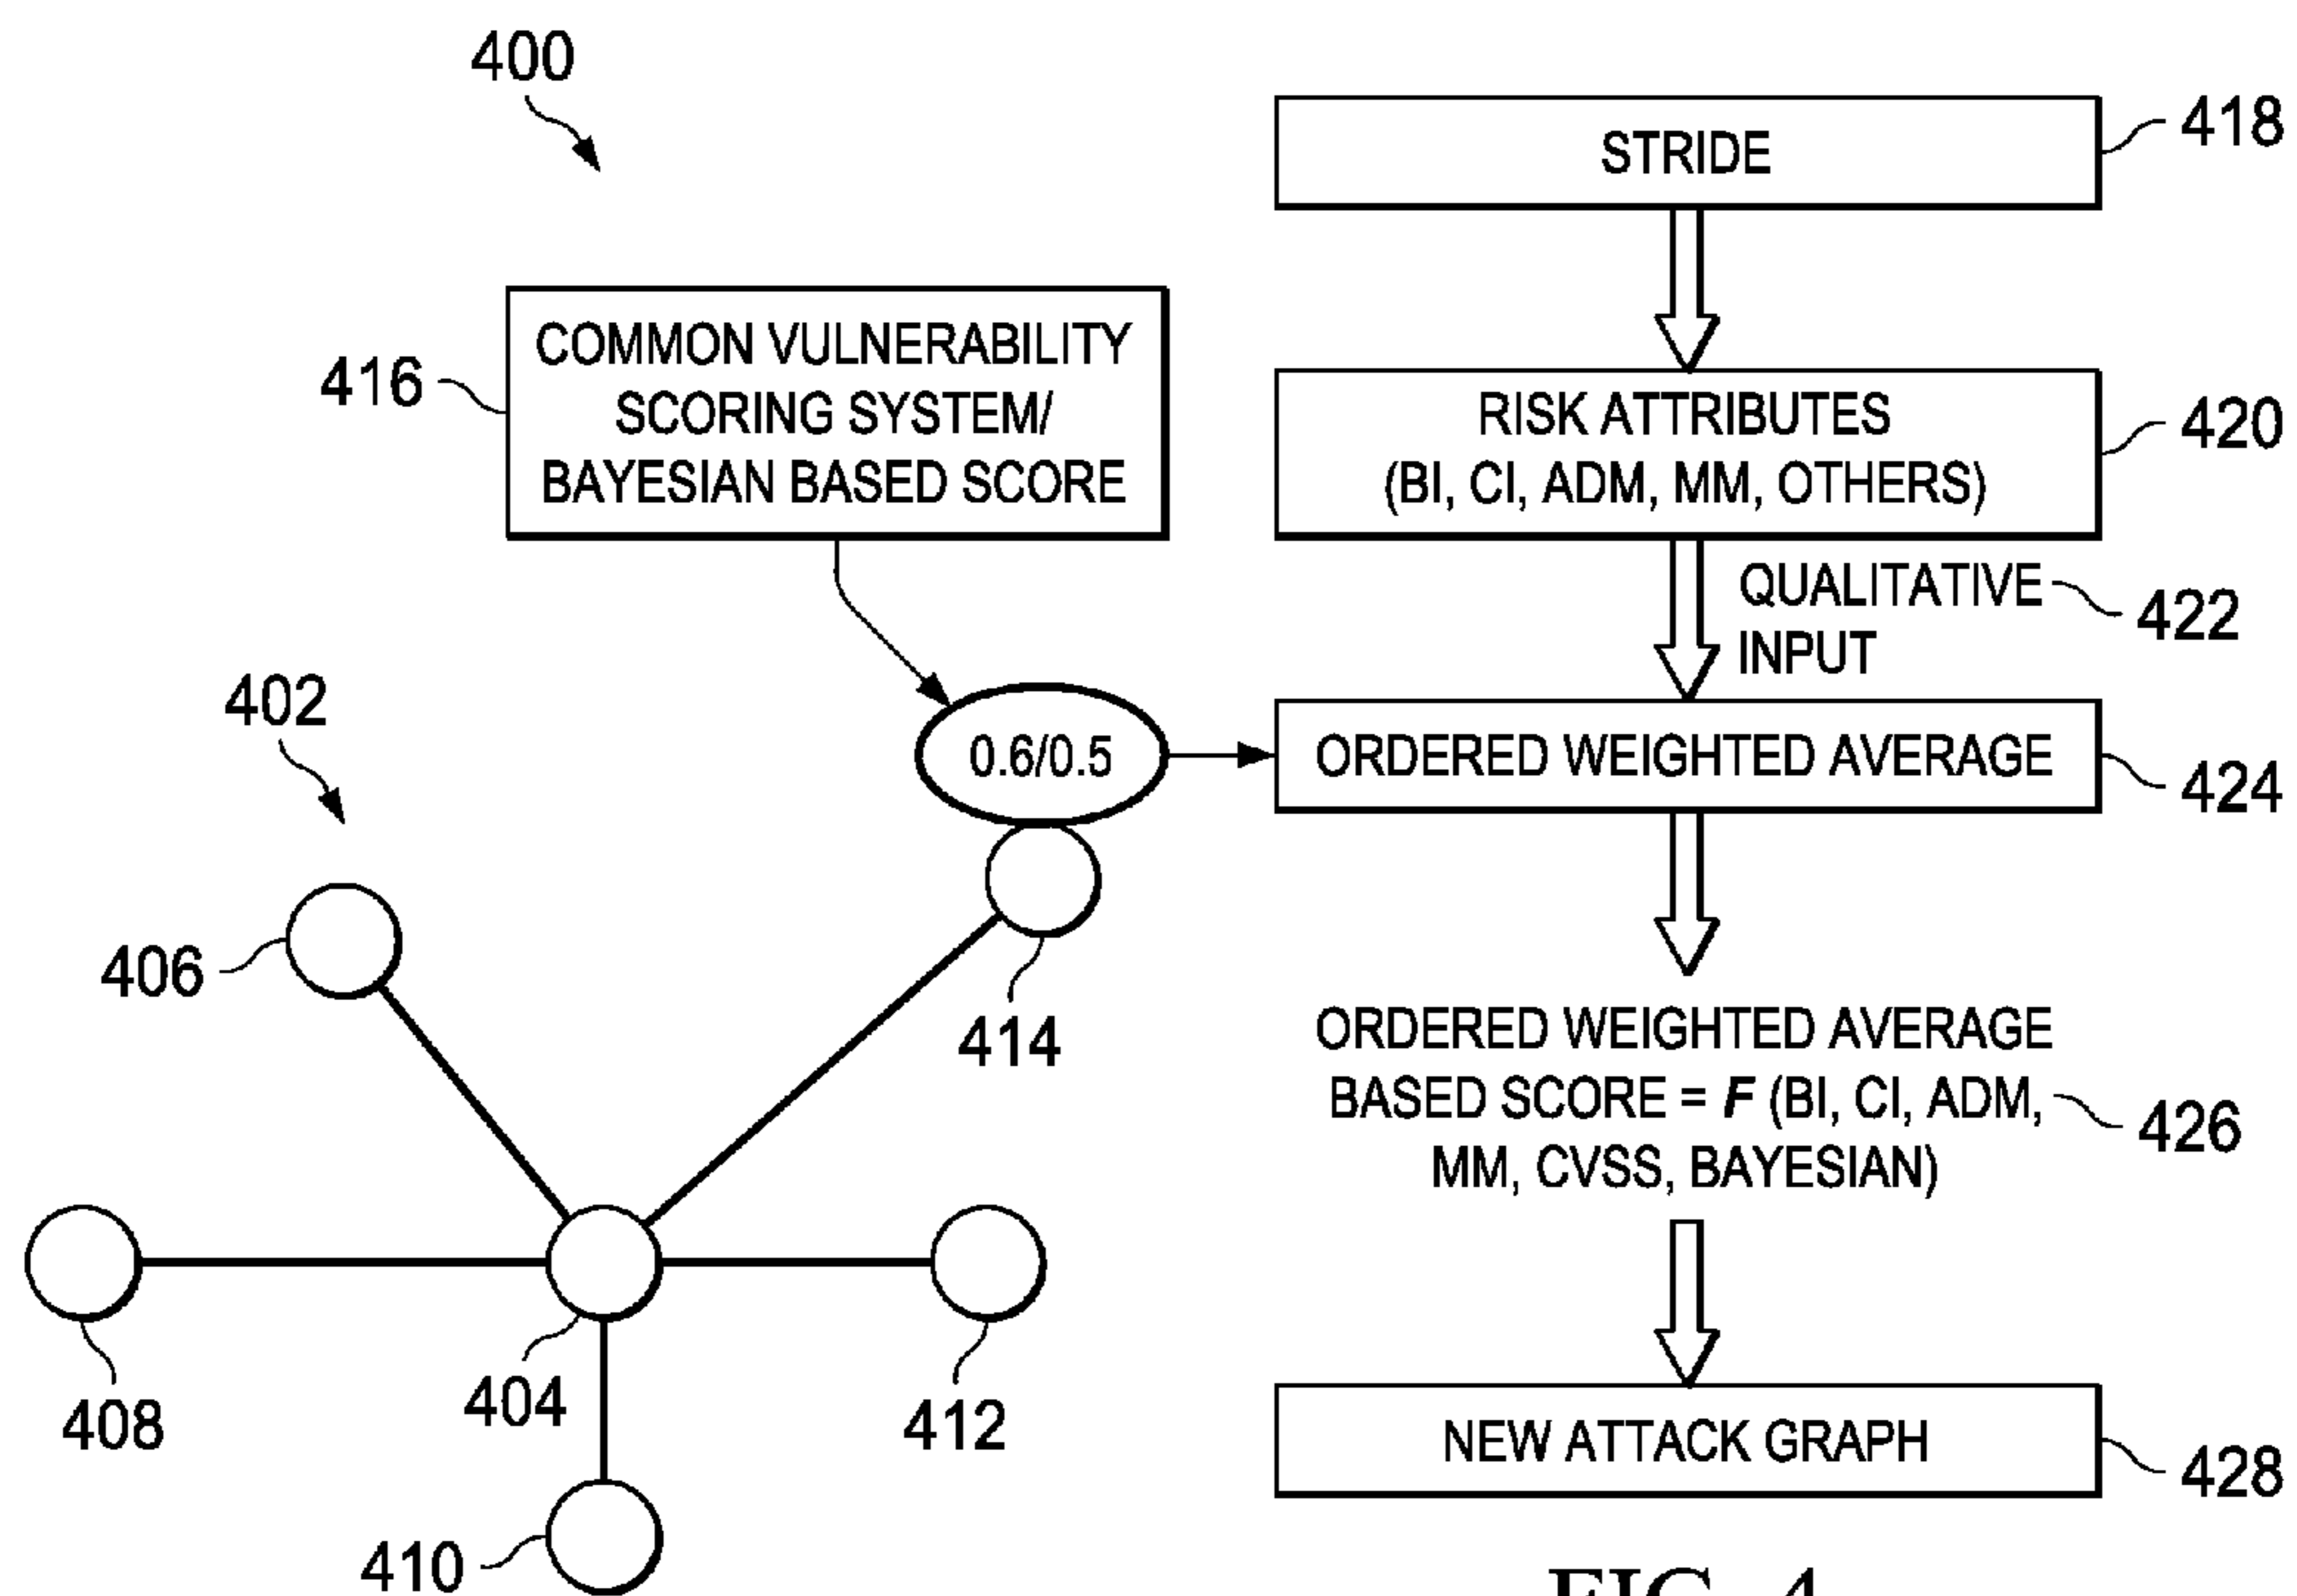 400
STRIDE
418
COMMON VULNERABILITY
SCORING SYSTEM/
BAYESIAN BASED SCORE
416
RISK ATTRIBUTES
(BI, CI, ADM, MM, OTHERS)
420
QUALITATIVE
INPUT
422
402
0.6/0.5
ORDERED WEIGHTED AVERAGE
424
406
414
ORDERED WEIGHTED AVERAGE
BASED SCORE = F (BI, CI, ADM,
MM, CVSS, BAYESIAN)
426
408
404
412
NEW ATTACK GRAPH
428
410
FIG. 4